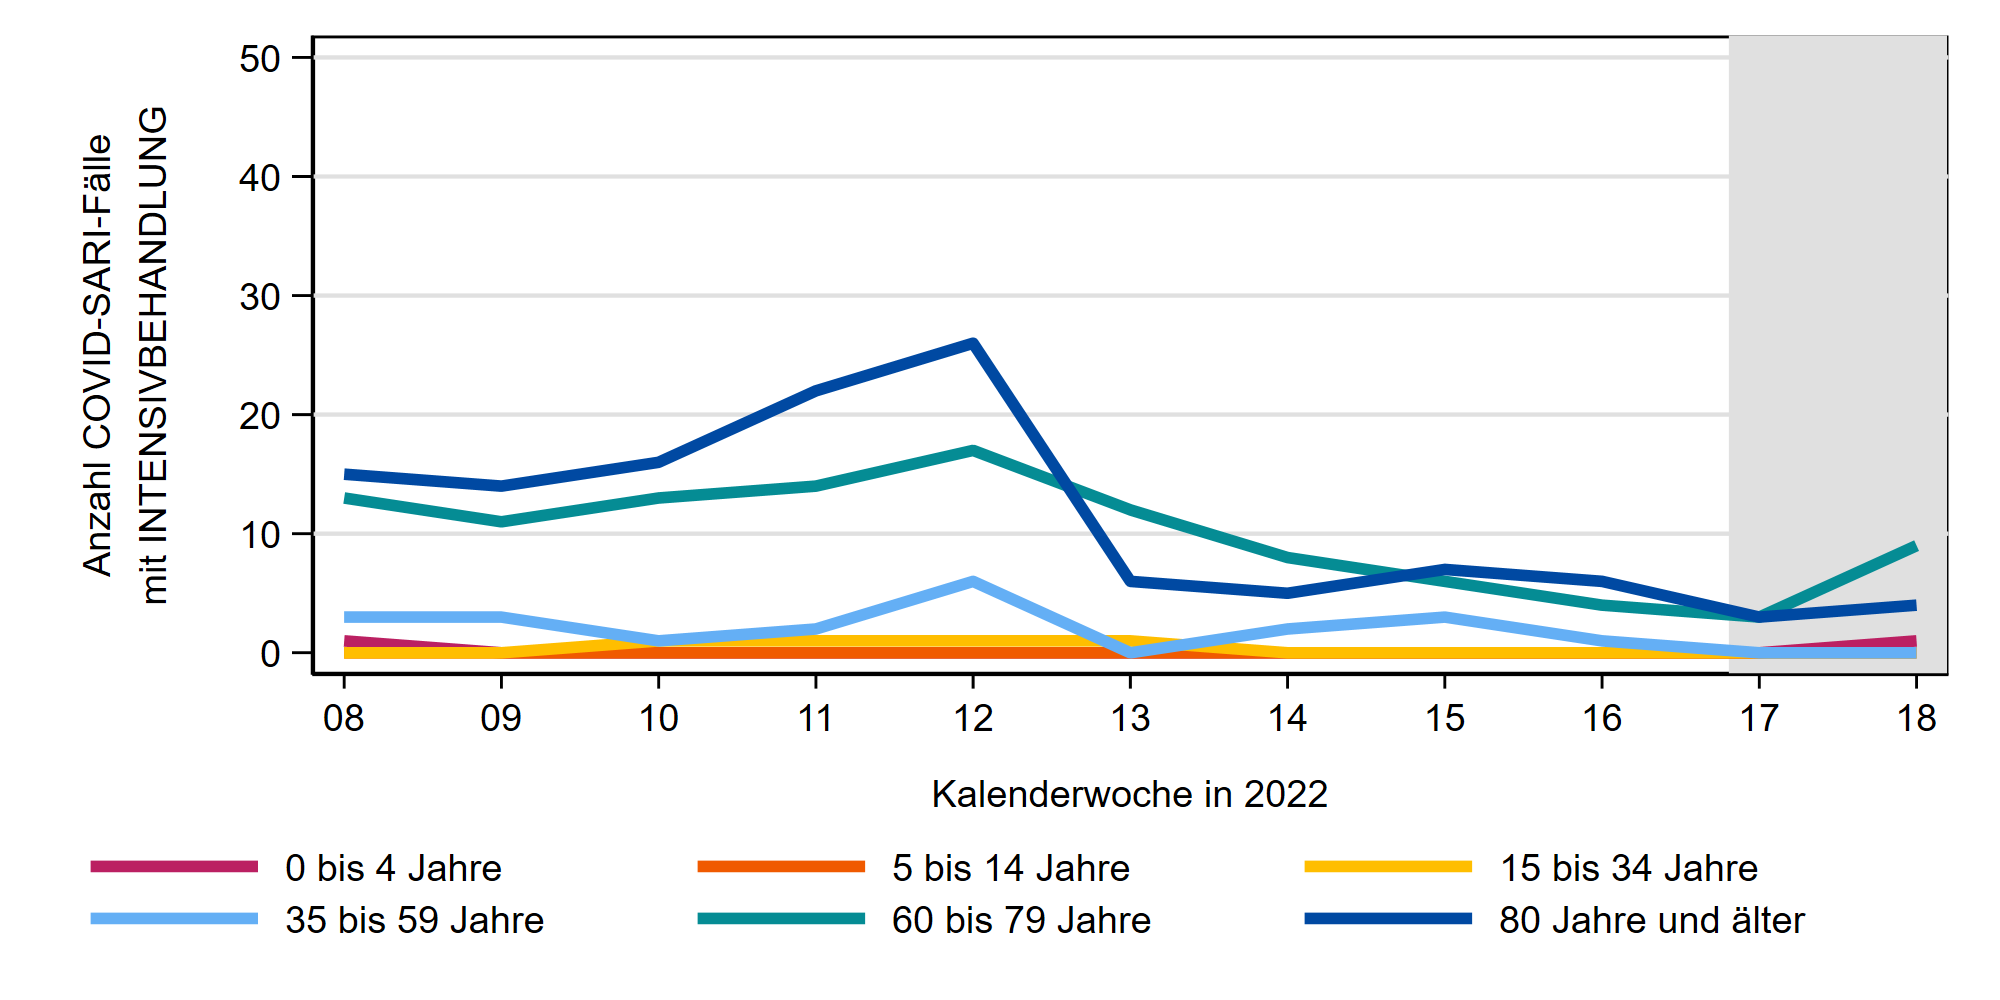 Anzahl COVID-SARI-Fälle
mit INTENSIVBEHANDLUNG
50
40
30
20
10
0
08 09 10 11 12 13 14 15 16 17 18
Kalenderwoche in 2022
0 bis 4 Jahre 5 bis 14 Jahre 15 bis 34 Jahre
35 bis 59 Jahre 60 bis 79 Jahre 80 Jahre und älter